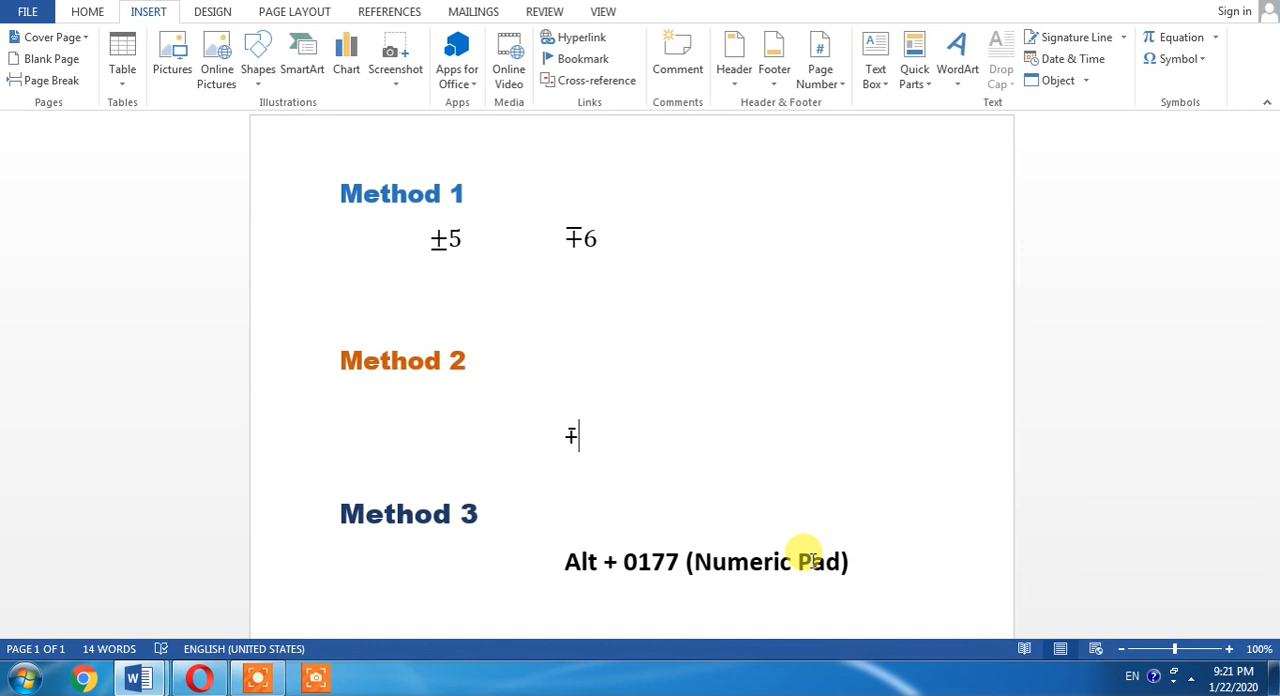 FILE HOME INSERT DESIGN PAGE LAYOUT REFERENCES MAILINGS REVIEW VIEW Sign in
Cover Page
Blank Page
Page Break
Pages
Table
Tables
Pictures
Online Pictures
Shapes
SmartArt
Chart
Screenshot
Illustrations
Apps for Office
Apps
Online Video
Media
Hyperlink
Bookmark
Cross-reference
Links
Comment
Comments
Header
Footer
Page Number
Header & Footer
Text Box
Quick Parts
WordArt
Drop Cap
Signature Line
Date & Time
Object
Text
π Equation
Ω Symbol
Symbols
Method 1
±5 ∓6
Method 2
∓
Method 3
Alt + 0177 (Numeric Pad)
PAGE 1 OF 1 14 WORDS ENGLISH (UNITED STATES) 100%
EN 9:21 PM
1/22/2020